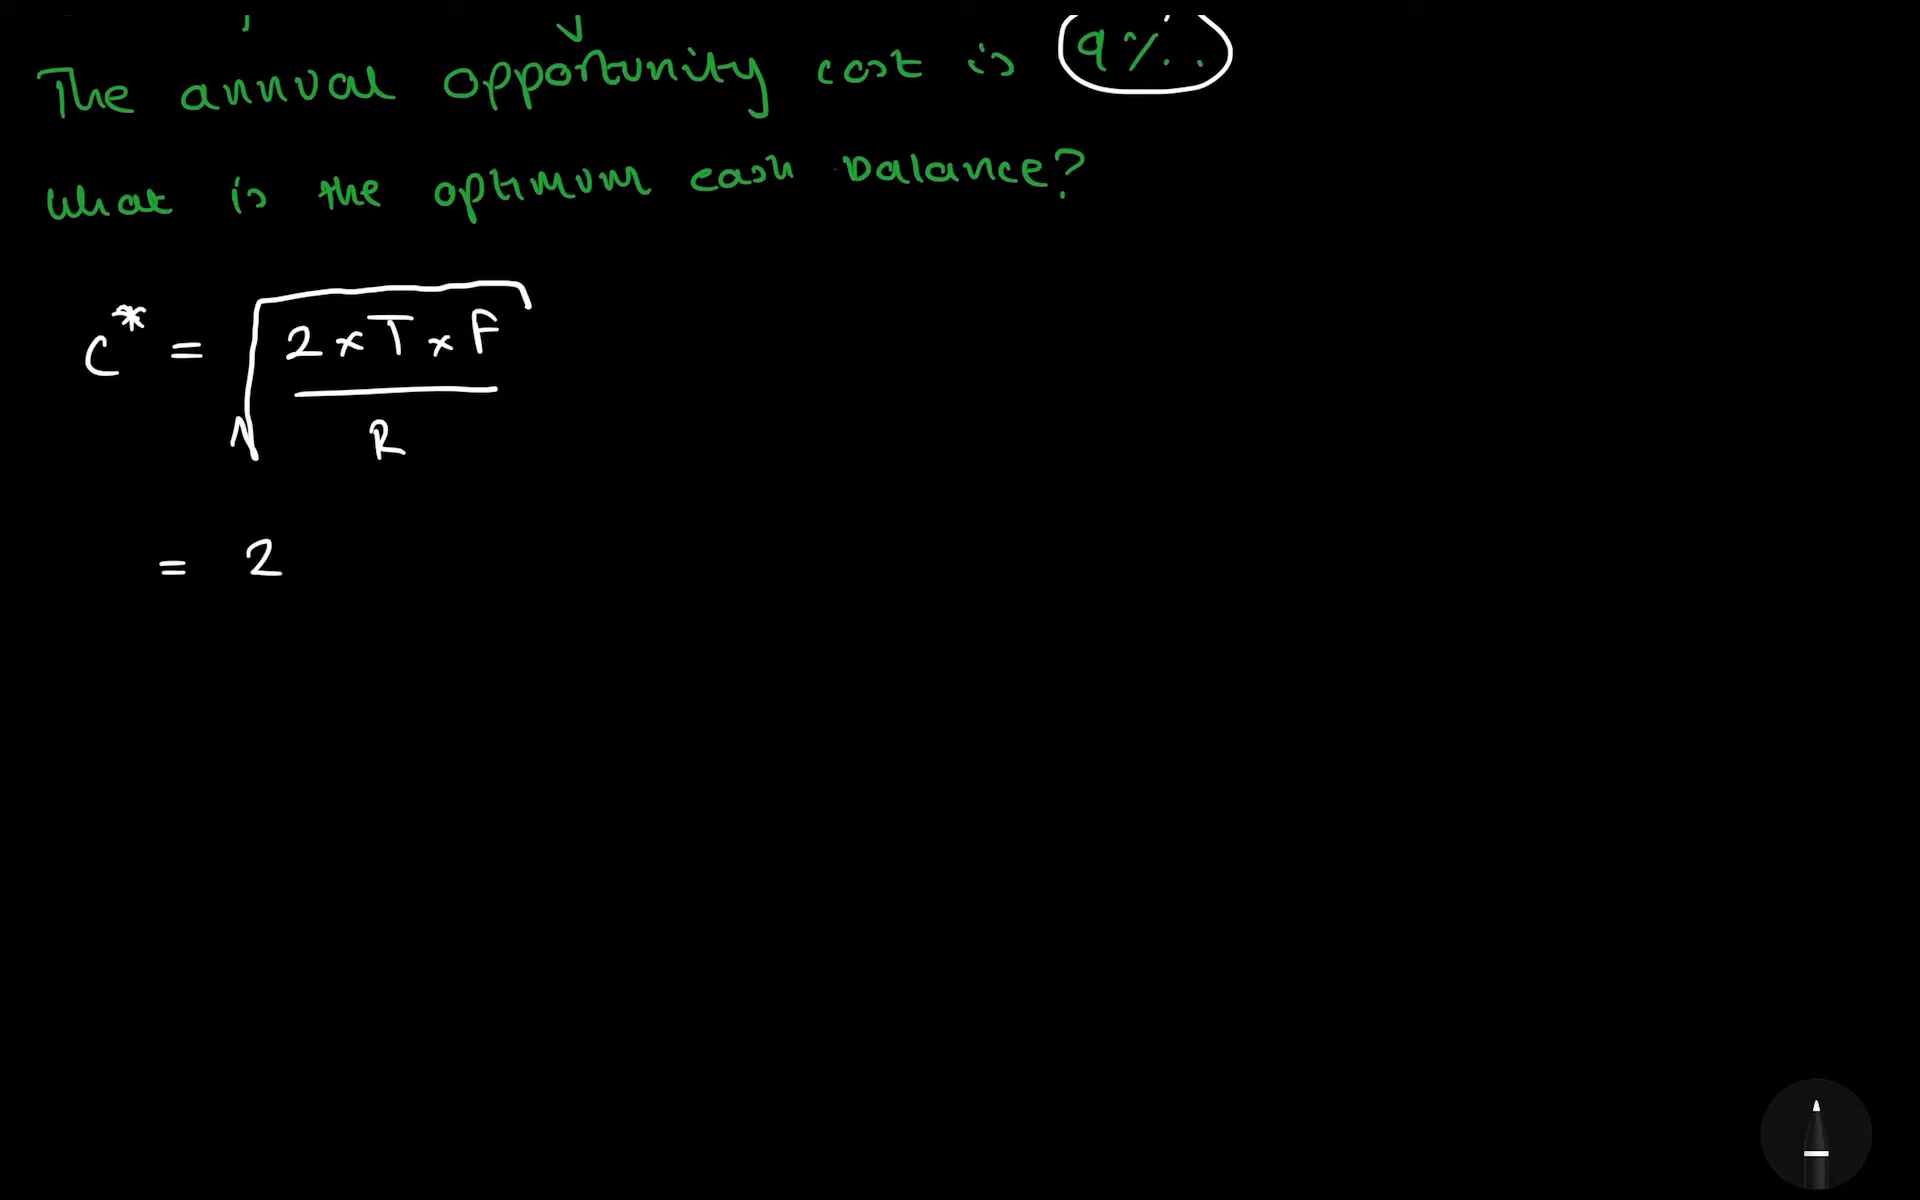 The annual opportunity cost is 9%.
What is the optimum cash balance?
C* = √(2 × T × F / R)
= 2